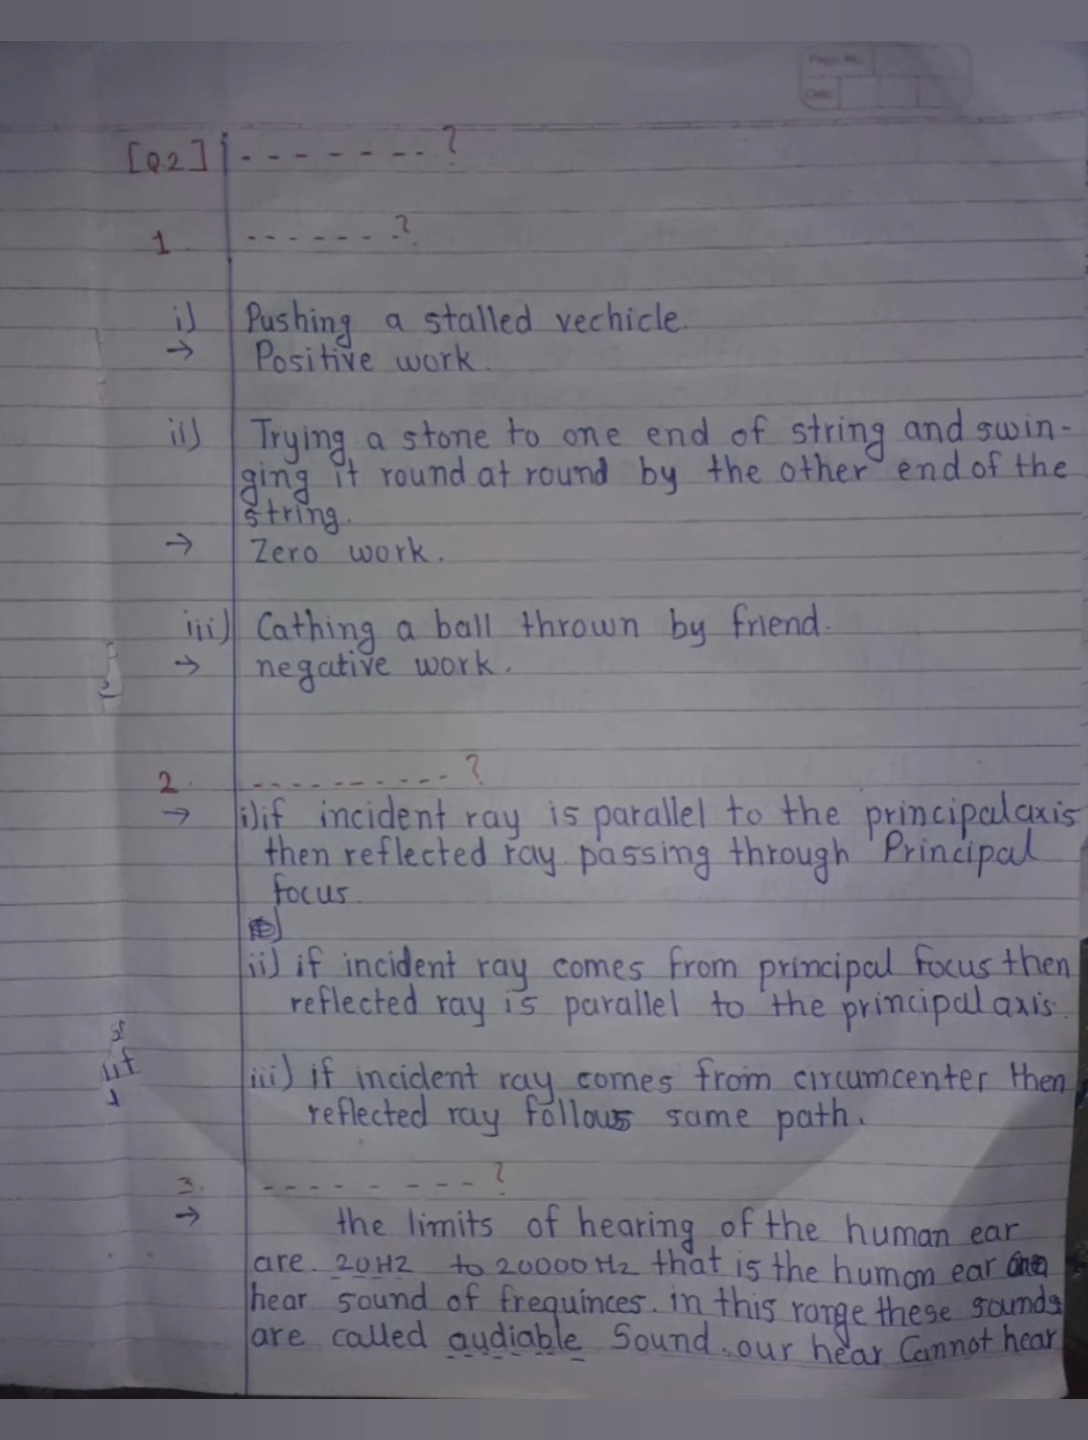 Page No.
Date
[Q.2] - - - - - - - ?
1. - - - - - - - ?
i) Pushing a stalled vechicle.
→ Positive work.
ii) Trying a stone to one end of string and swin-
ging it round at round by the other end of the
string.
→ Zero work.
iii) Cathing a ball thrown by friend.
→ negative work.
2. - - - - - - - - - - ?
→ i) if incident ray is parallel to the principal axis
then reflected ray passing through Principal
focus.
ii) if incident ray comes from principal focus then
reflected ray is parallel to the principal axis.
iii) if incident ray comes from circumcenter then
reflected ray follows same path.
3. - - - - - - - - ?
→ the limits of hearing of the human ear
are. 20Hz to 20000Hz that is the human ear
hear sound of frequinces. in this range these sounds
are called audiable Sound. our hear Cannot hear